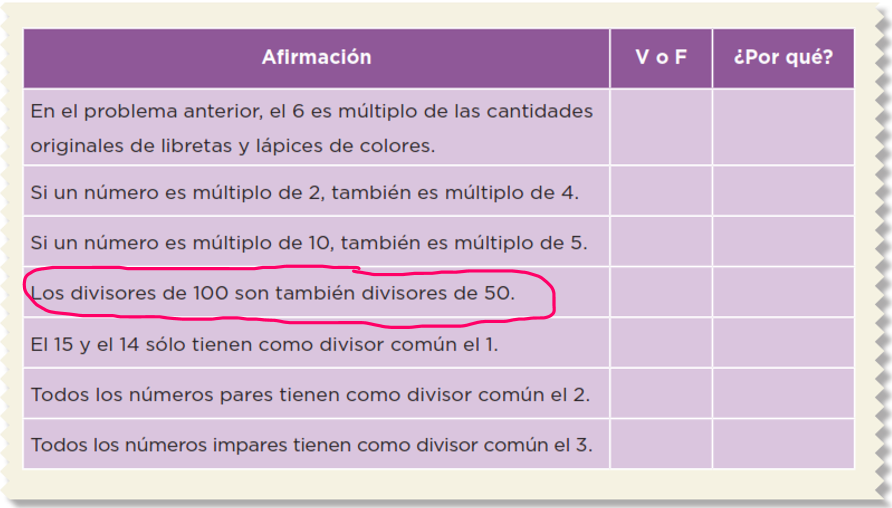 Afirmación V o F ¿Por qué?
En el problema anterior, el 6 es múltiplo de las cantidades
originales de libretas y lápices de colores.
Si un número es múltiplo de 2, también es múltiplo de 4.
Si un número es múltiplo de 10, también es múltiplo de 5.
Los divisores de 100 son también divisores de 50.
El 15 y el 14 sólo tienen como divisor común el 1.
Todos los números pares tienen como divisor común el 2.
Todos los números impares tienen como divisor común el 3.